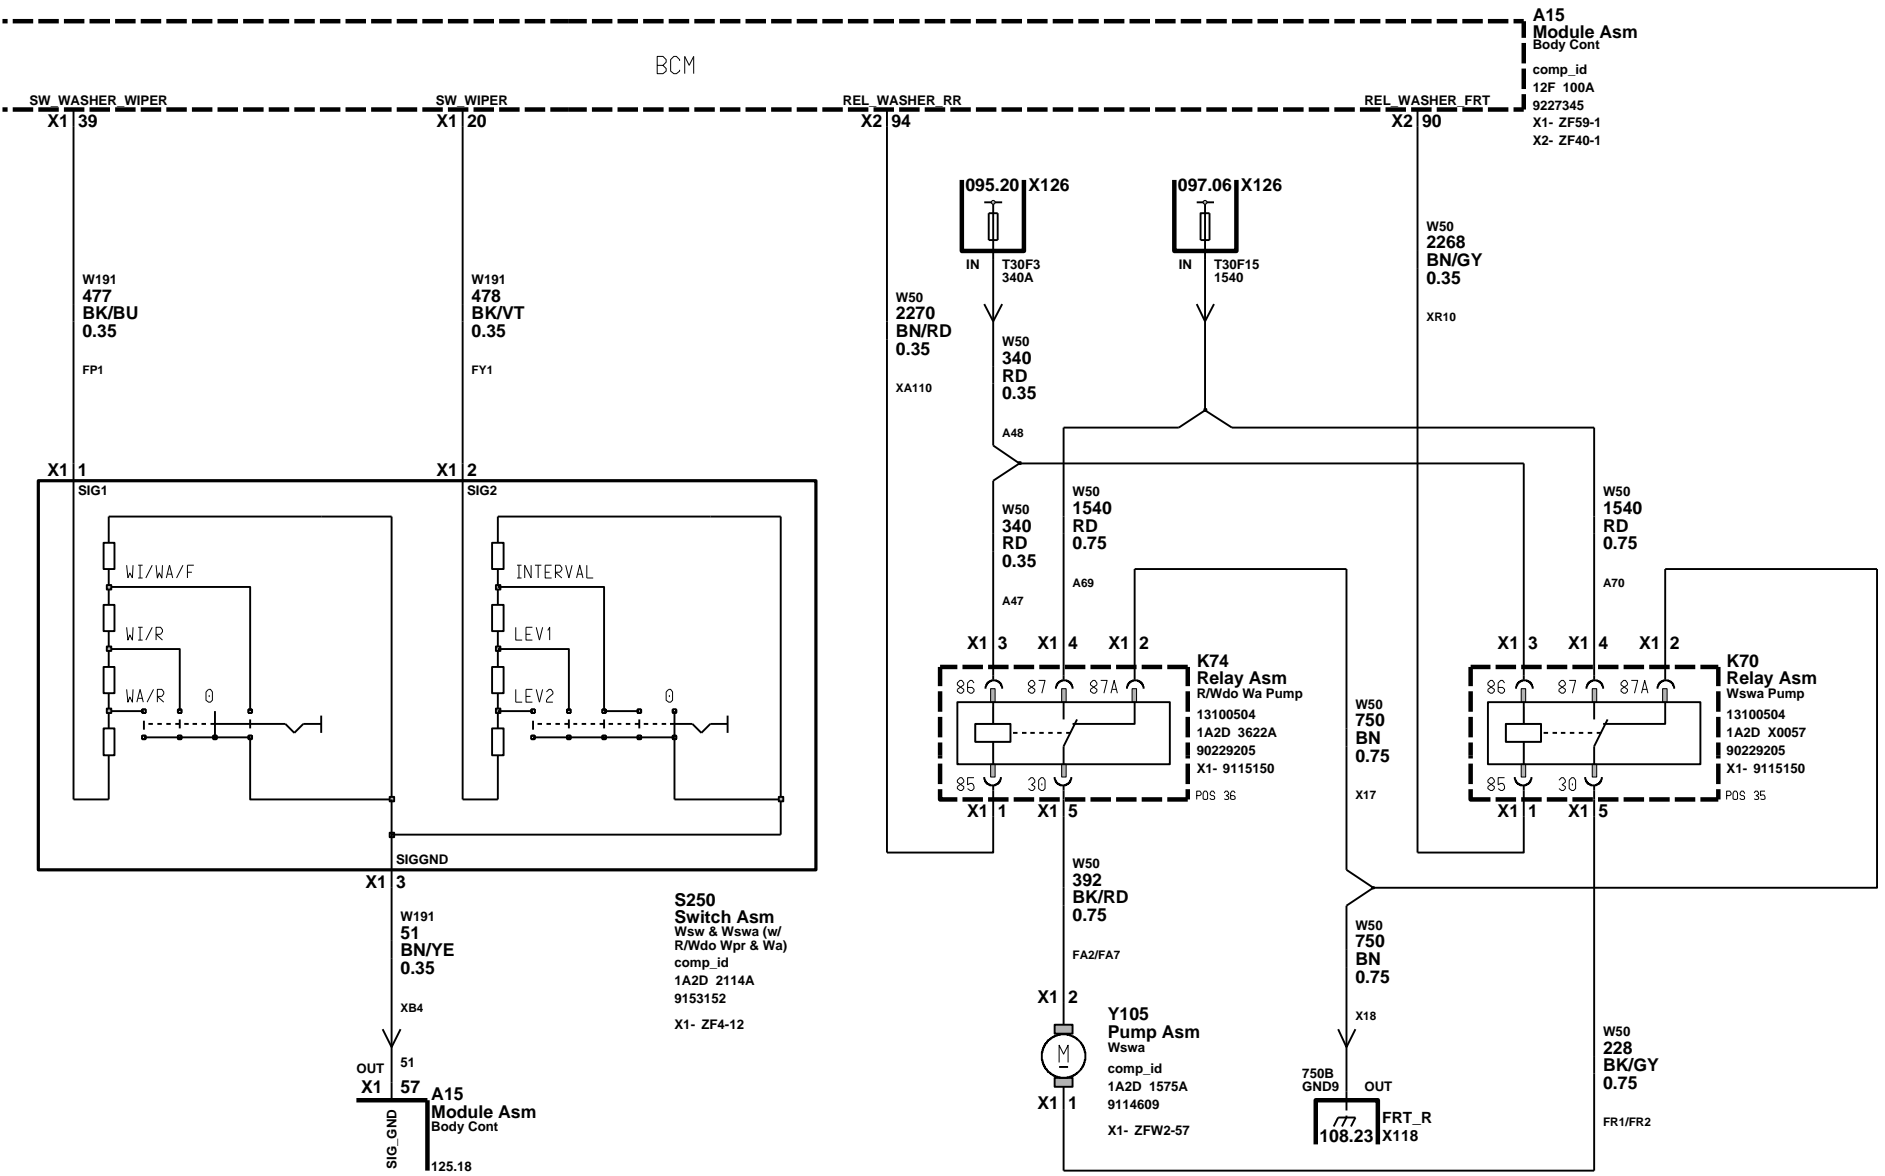 A15
Module Asm
Body Cont
BCM
comp_id
12F 100A
9227345
X1- ZF59-1
X2- ZF40-1
SW_WASHER_WIPER
SW_WIPER
REL_WASHER_RR
REL_WASHER_FRT
X1 39
X1 20
X2 94
X2 90
095.20 X126
097.06 X126
IN T30F3
340A
IN T30F15
1540
W50
2268
BN/GY
0.35
XR10
W191
477
BK/BU
0.35
FP1
W191
478
BK/VT
0.35
FY1
W50
2270
BN/RD
0.35
XA110
W50
340
RD
0.35
A48
X1 1
SIG1
X1 2
SIG2
W50
340
RD
0.35
A47
W50
1540
RD
0.75
A69
W50
1540
RD
0.75
A70
WI/WA/F
WI/R
WA/R
0
INTERVAL
LEV1
LEV2
0
X1 3
X1 4
X1 2
86
87
87A
85
30
X1 1
X1 5
K74
Relay Asm
R/Wdo Wa Pump
13100504
1A2D 3622A
90229205
X1- 9115150
POS 36
W50
750
BN
0.75
X17
X1 3
X1 4
X1 2
86
87
87A
85
30
X1 1
X1 5
K70
Relay Asm
Wswa Pump
13100504
1A2D X0057
90229205
X1- 9115150
POS 35
SIGGND
X1 3
W191
51
BN/YE
0.35
XB4
OUT 51
X1 57
A15
Module Asm
Body Cont
SIG_GND
125.18
S250
Switch Asm
Wsw & Wswa (w/
R/Wdo Wpr & Wa)
comp_id
1A2D 2114A
9153152
X1- ZF4-12
W50
392
BK/RD
0.75
FA2/FA7
X1 2
M
X1 1
Y105
Pump Asm
Wswa
comp_id
1A2D 1575A
9114609
X1- ZFW2-57
W50
750
BN
0.75
X18
750B
GND9 OUT
108.23
FRT_R
X118
W50
228
BK/GY
0.75
FR1/FR2